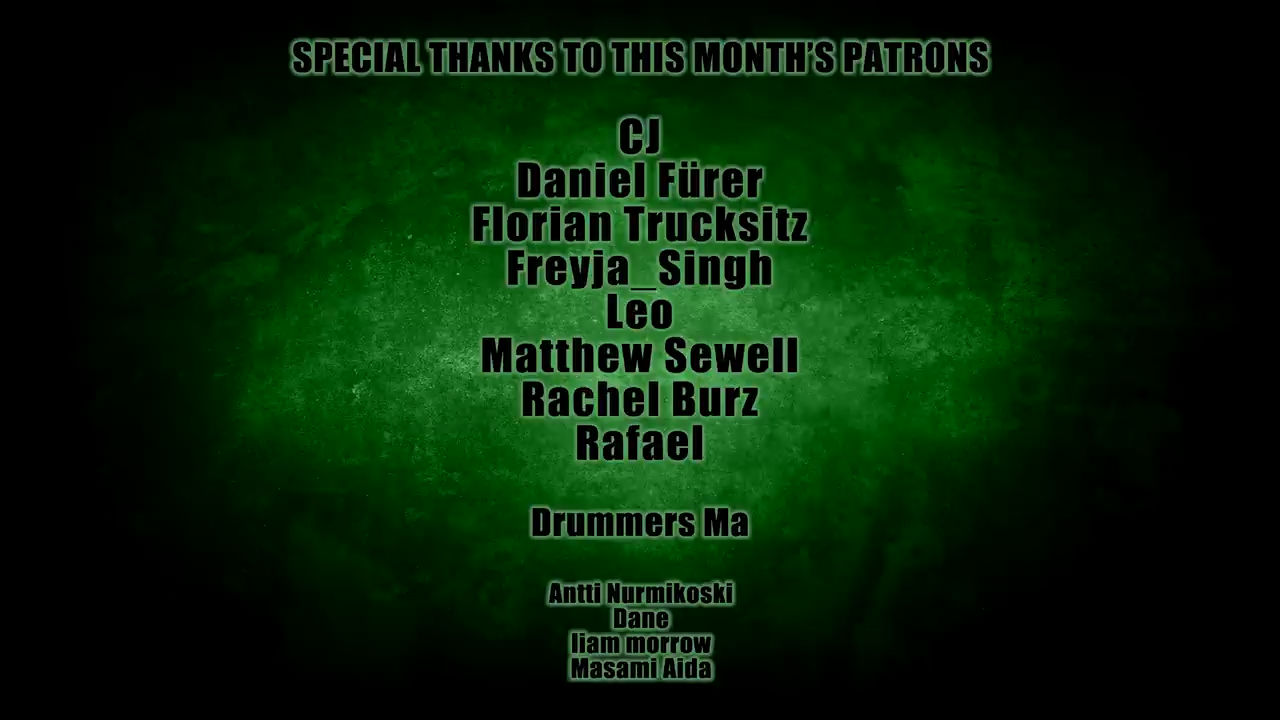 SPECIAL THANKS TO THIS MONTH'S PATRONS
CJ
Daniel Fürer
Florian Trucksitz
Freyja_Singh
Leo
Matthew Sewell
Rachel Burz
Rafael
Drummers Ma
Antti Nurmikoski
Dane
liam morrow
Masami Aida